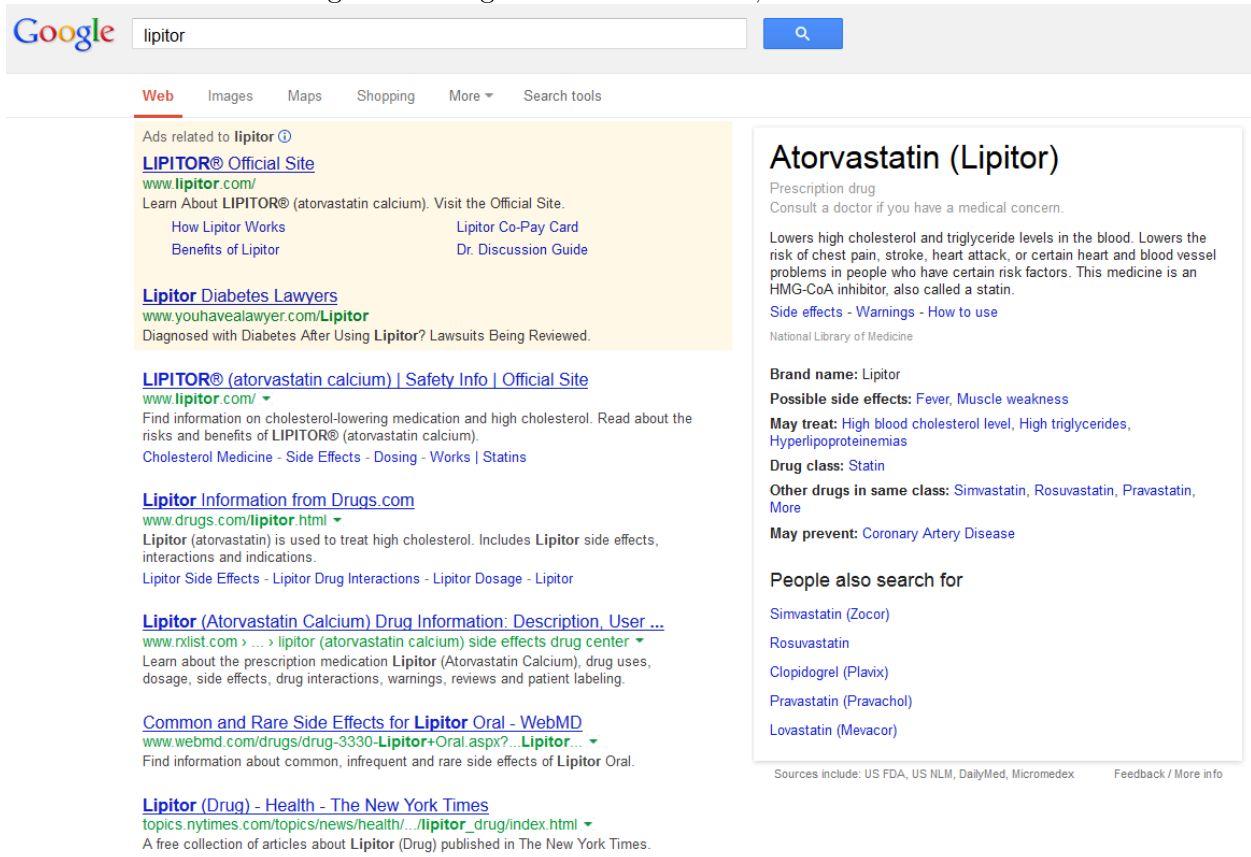 Google lipitor
Web Images Maps Shopping More Search tools
Ads related to lipitor
LIPITOR® Official Site
www.lipitor.com/
Learn About LIPITOR® (atorvastatin calcium). Visit the Official Site.
How Lipitor Works Lipitor Co-Pay Card
Benefits of Lipitor Dr. Discussion Guide
Lipitor Diabetes Lawyers
www.youhavealawyer.com/Lipitor
Diagnosed with Diabetes After Using Lipitor? Lawsuits Being Reviewed.
LIPITOR® (atorvastatin calcium) | Safety Info | Official Site
www.lipitor.com/
Find information on cholesterol-lowering medication and high cholesterol. Read about the
risks and benefits of LIPITOR® (atorvastatin calcium).
Cholesterol Medicine - Side Effects - Dosing - Works | Statins
Lipitor Information from Drugs.com
www.drugs.com/lipitor.html
Lipitor (atorvastatin) is used to treat high cholesterol. Includes Lipitor side effects,
interactions and indications.
Lipitor Side Effects - Lipitor Drug Interactions - Lipitor Dosage - Lipitor
Lipitor (Atorvastatin Calcium) Drug Information: Description, User ...
www.rxlist.com › ... › lipitor (atorvastatin calcium) side effects drug center
Learn about the prescription medication Lipitor (Atorvastatin Calcium), drug uses,
dosage, side effects, drug interactions, warnings, reviews and patient labeling.
Common and Rare Side Effects for Lipitor Oral - WebMD
www.webmd.com/drugs/drug-3330-Lipitor+Oral.aspx?...Lipitor...
Find information about common, infrequent and rare side effects of Lipitor Oral.
Lipitor (Drug) - Health - The New York Times
topics.nytimes.com/topics/news/health/.../lipitor_drug/index.html
A free collection of articles about Lipitor (Drug) published in The New York Times.
Atorvastatin (Lipitor)
Prescription drug
Consult a doctor if you have a medical concern.
Lowers high cholesterol and triglyceride levels in the blood. Lowers the
risk of chest pain, stroke, heart attack, or certain heart and blood vessel
problems in people who have certain risk factors. This medicine is an
HMG-CoA inhibitor, also called a statin.
Side effects - Warnings - How to use
National Library of Medicine
Brand name: Lipitor
Possible side effects: Fever, Muscle weakness
May treat: High blood cholesterol level, High triglycerides,
Hyperlipoproteinemias
Drug class: Statin
Other drugs in same class: Simvastatin, Rosuvastatin, Pravastatin,
More
May prevent: Coronary Artery Disease
People also search for
Simvastatin (Zocor)
Rosuvastatin
Clopidogrel (Plavix)
Pravastatin (Pravachol)
Lovastatin (Mevacor)
Sources include: US FDA, US NLM, DailyMed, Micromedex Feedback / More info